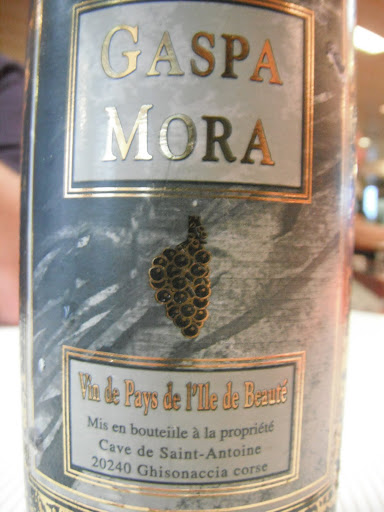 GASPA
MORA
Vin de Pays de l'Ile de Beauté
Mis en bouteille à la propriété
Cave de Saint-Antoine
20240 Ghisonaccia corse